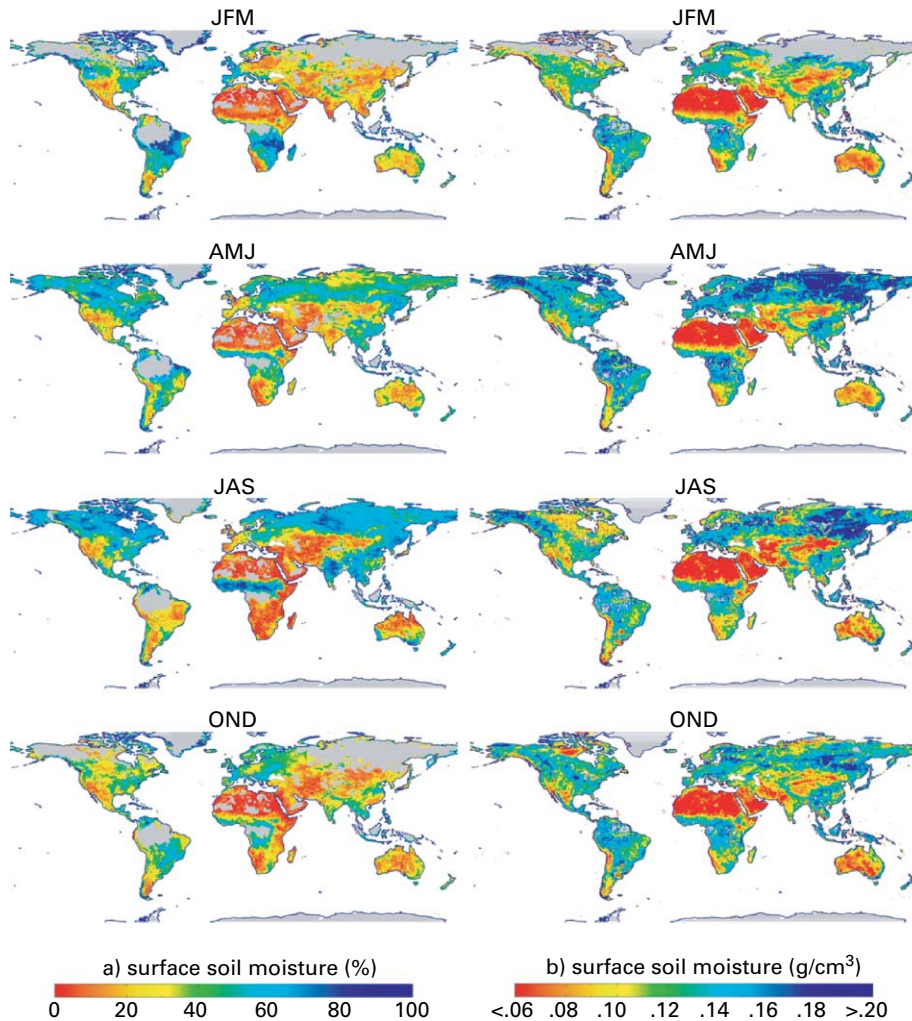 JFM
JFM
AMJ
AMJ
JAS
JAS
OND
OND
a) surface soil moisture (%)
b) surface soil moisture (g/cm³)
0 20 40 60 80 100
<.06 .08 .10 .12 .14 .16 .18 >.20